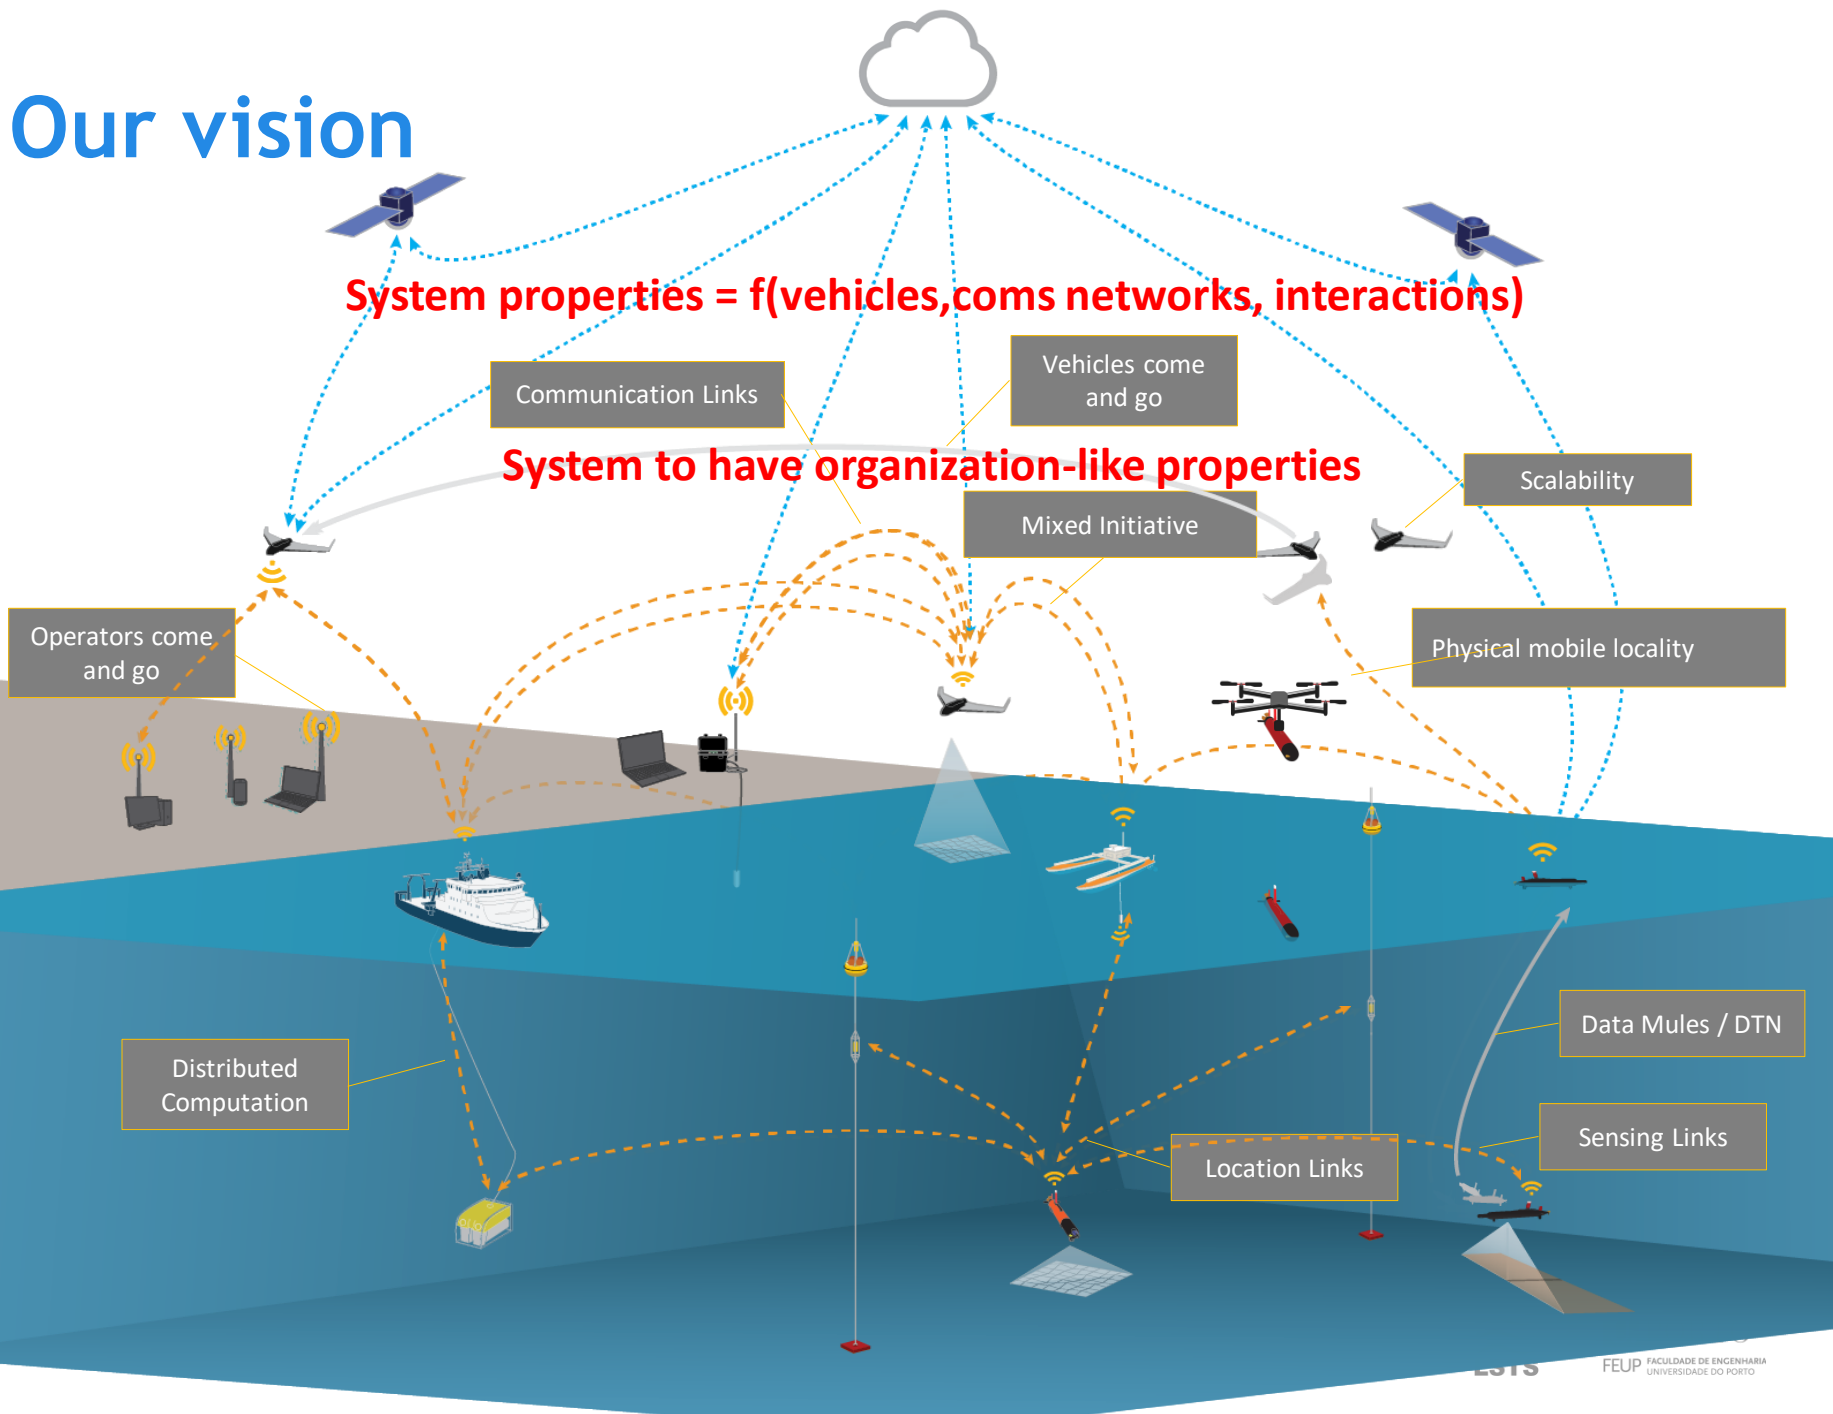 Our vision
System properties = f(vehicles,coms networks, interactions)
Communication Links
Vehicles come
and go
System to have organization-like properties
Scalability
Mixed Initiative
Operators come
and go
Physical mobile locality
Data Mules / DTN
Distributed
Computation
Sensing Links
Location Links
LSTS
FEUP FACULDADE DE ENGENHARIA
UNIVERSIDADE DO PORTO